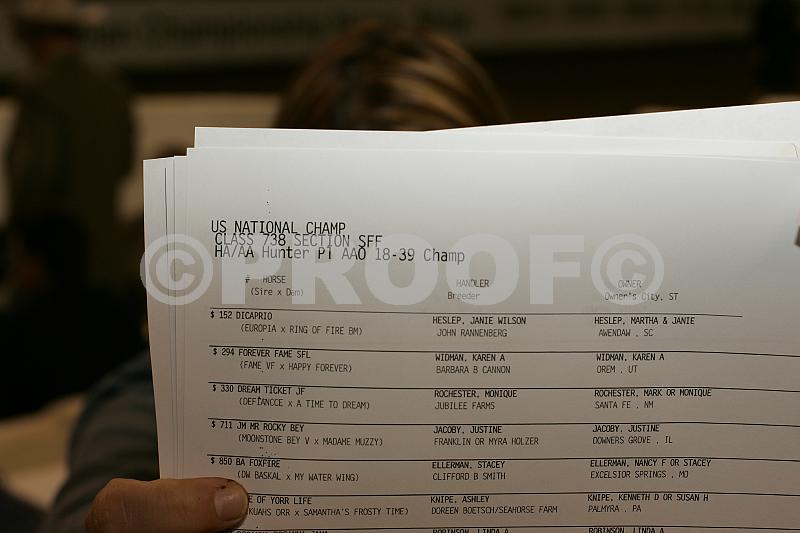 US NATIONAL CHAMP
CLASS 738 SECTION SFF
HA/AA Hunter Pl AAO 18-39 Champ
©PROOF©
# HORSE HANDLER OWNER
(Sire x Dam) Breeder Owner's City, ST
$ 152 DICAPRIO HESLEP, JANIE WILSON HESLEP, MARTHA & JANIE
(EUROPIA x RING OF FIRE BM) JOHN RANNENBERG AWENDAW , SC
$ 294 FOREVER FAME SFL WIDMAN, KAREN A WIDMAN, KAREN A
(FAME VF x HAPPY FOREVER) BARBARA B CANNON OREM , UT
$ 330 DREAM TICKET JF ROCHESTER, MONIQUE ROCHESTER, MARK OR MONIQUE
(DEFIANCCE x A TIME TO DREAM) JUBILEE FARMS SANTA FE , NM
$ 711 JM MR ROCKY BEY JACOBY, JUSTINE JACOBY, JUSTINE
(MOONSTONE BEY V x MADAME MUZZY) FRANKLIN OR MYRA HOLZER DOWNERS GROVE , IL
$ 850 BA FOXFIRE ELLERMAN, STACEY ELLERMAN, NANCY F OR STACEY
(DW BASKAL x MY WATER WING) CLIFFORD B SMITH EXCELSIOR SPRINGS , MO
E OF YORR LIFE KNIPE, ASHLEY KNIPE, KENNETH D OR SUSAN H
KUAHS ORR x SAMANTHA'S FROSTY TIME) DOREEN BOETSCH/SEAHORSE FARM PALMYRA , PA
ROBINSON, LINDA A ROBINSON, LINDA A